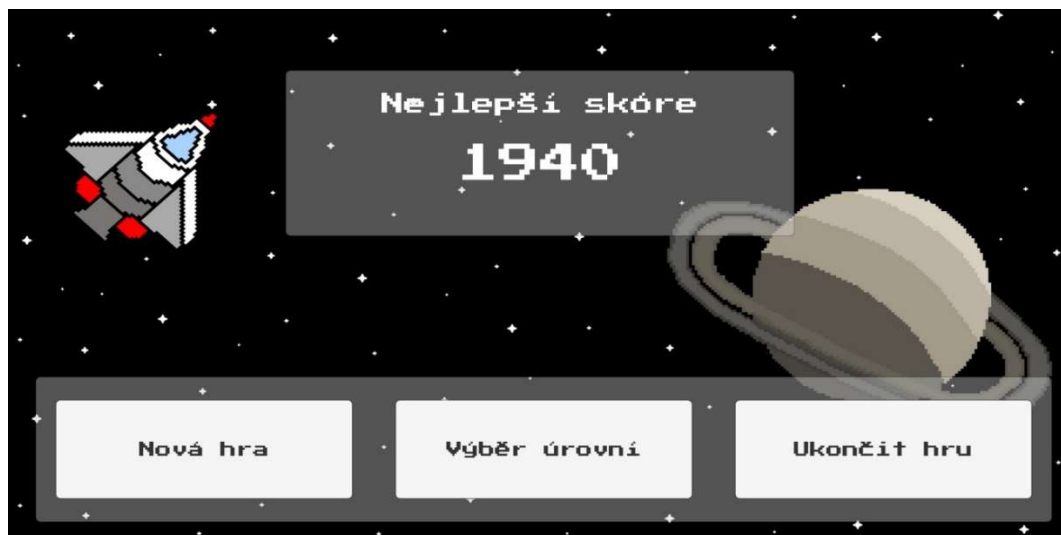 Nejlepší skóre
1940
Nová hra
Výběr úrovní
Ukončit hru